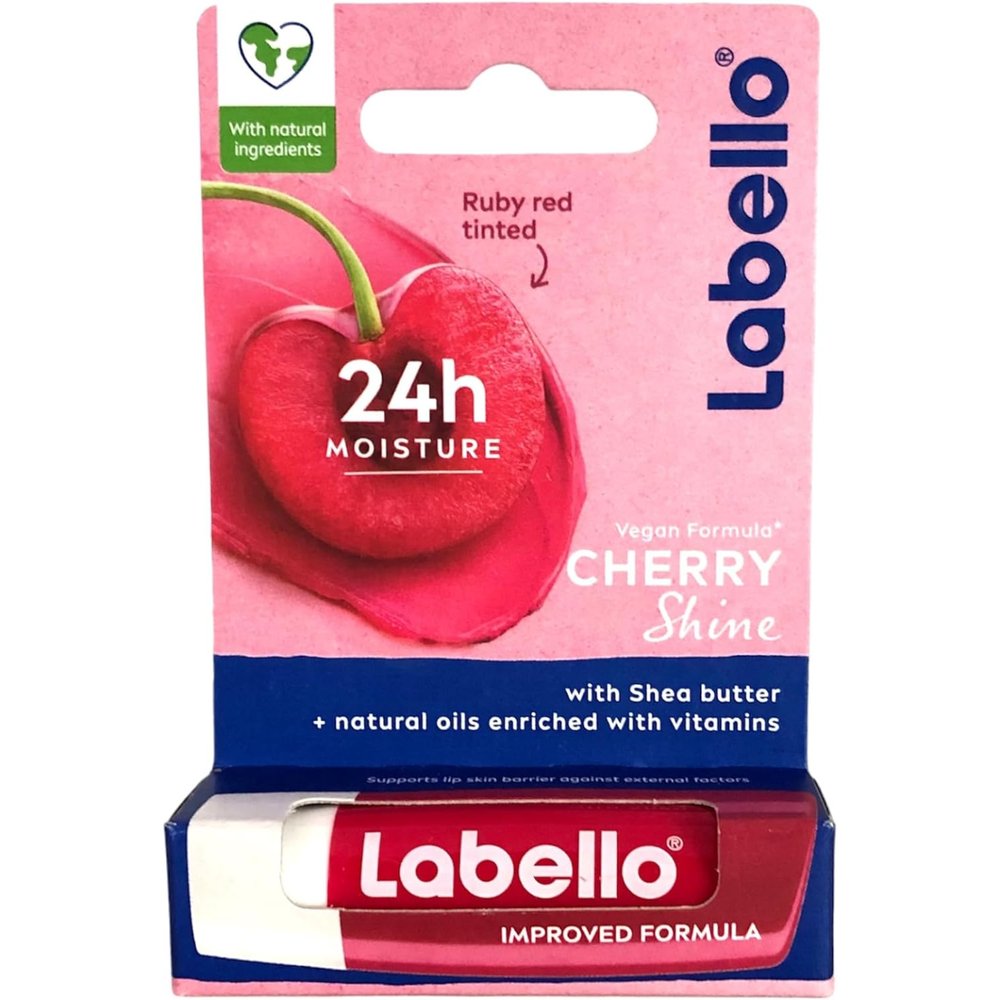 With natural
ingredients
Labello®
Ruby red
tinted
24h
MOISTURE
Vegan Formula*
CHERRY
Shine
with Shea butter
+ natural oils enriched with vitamins
Supports lip skin barrier against external factors
Labello®
IMPROVED FORMULA